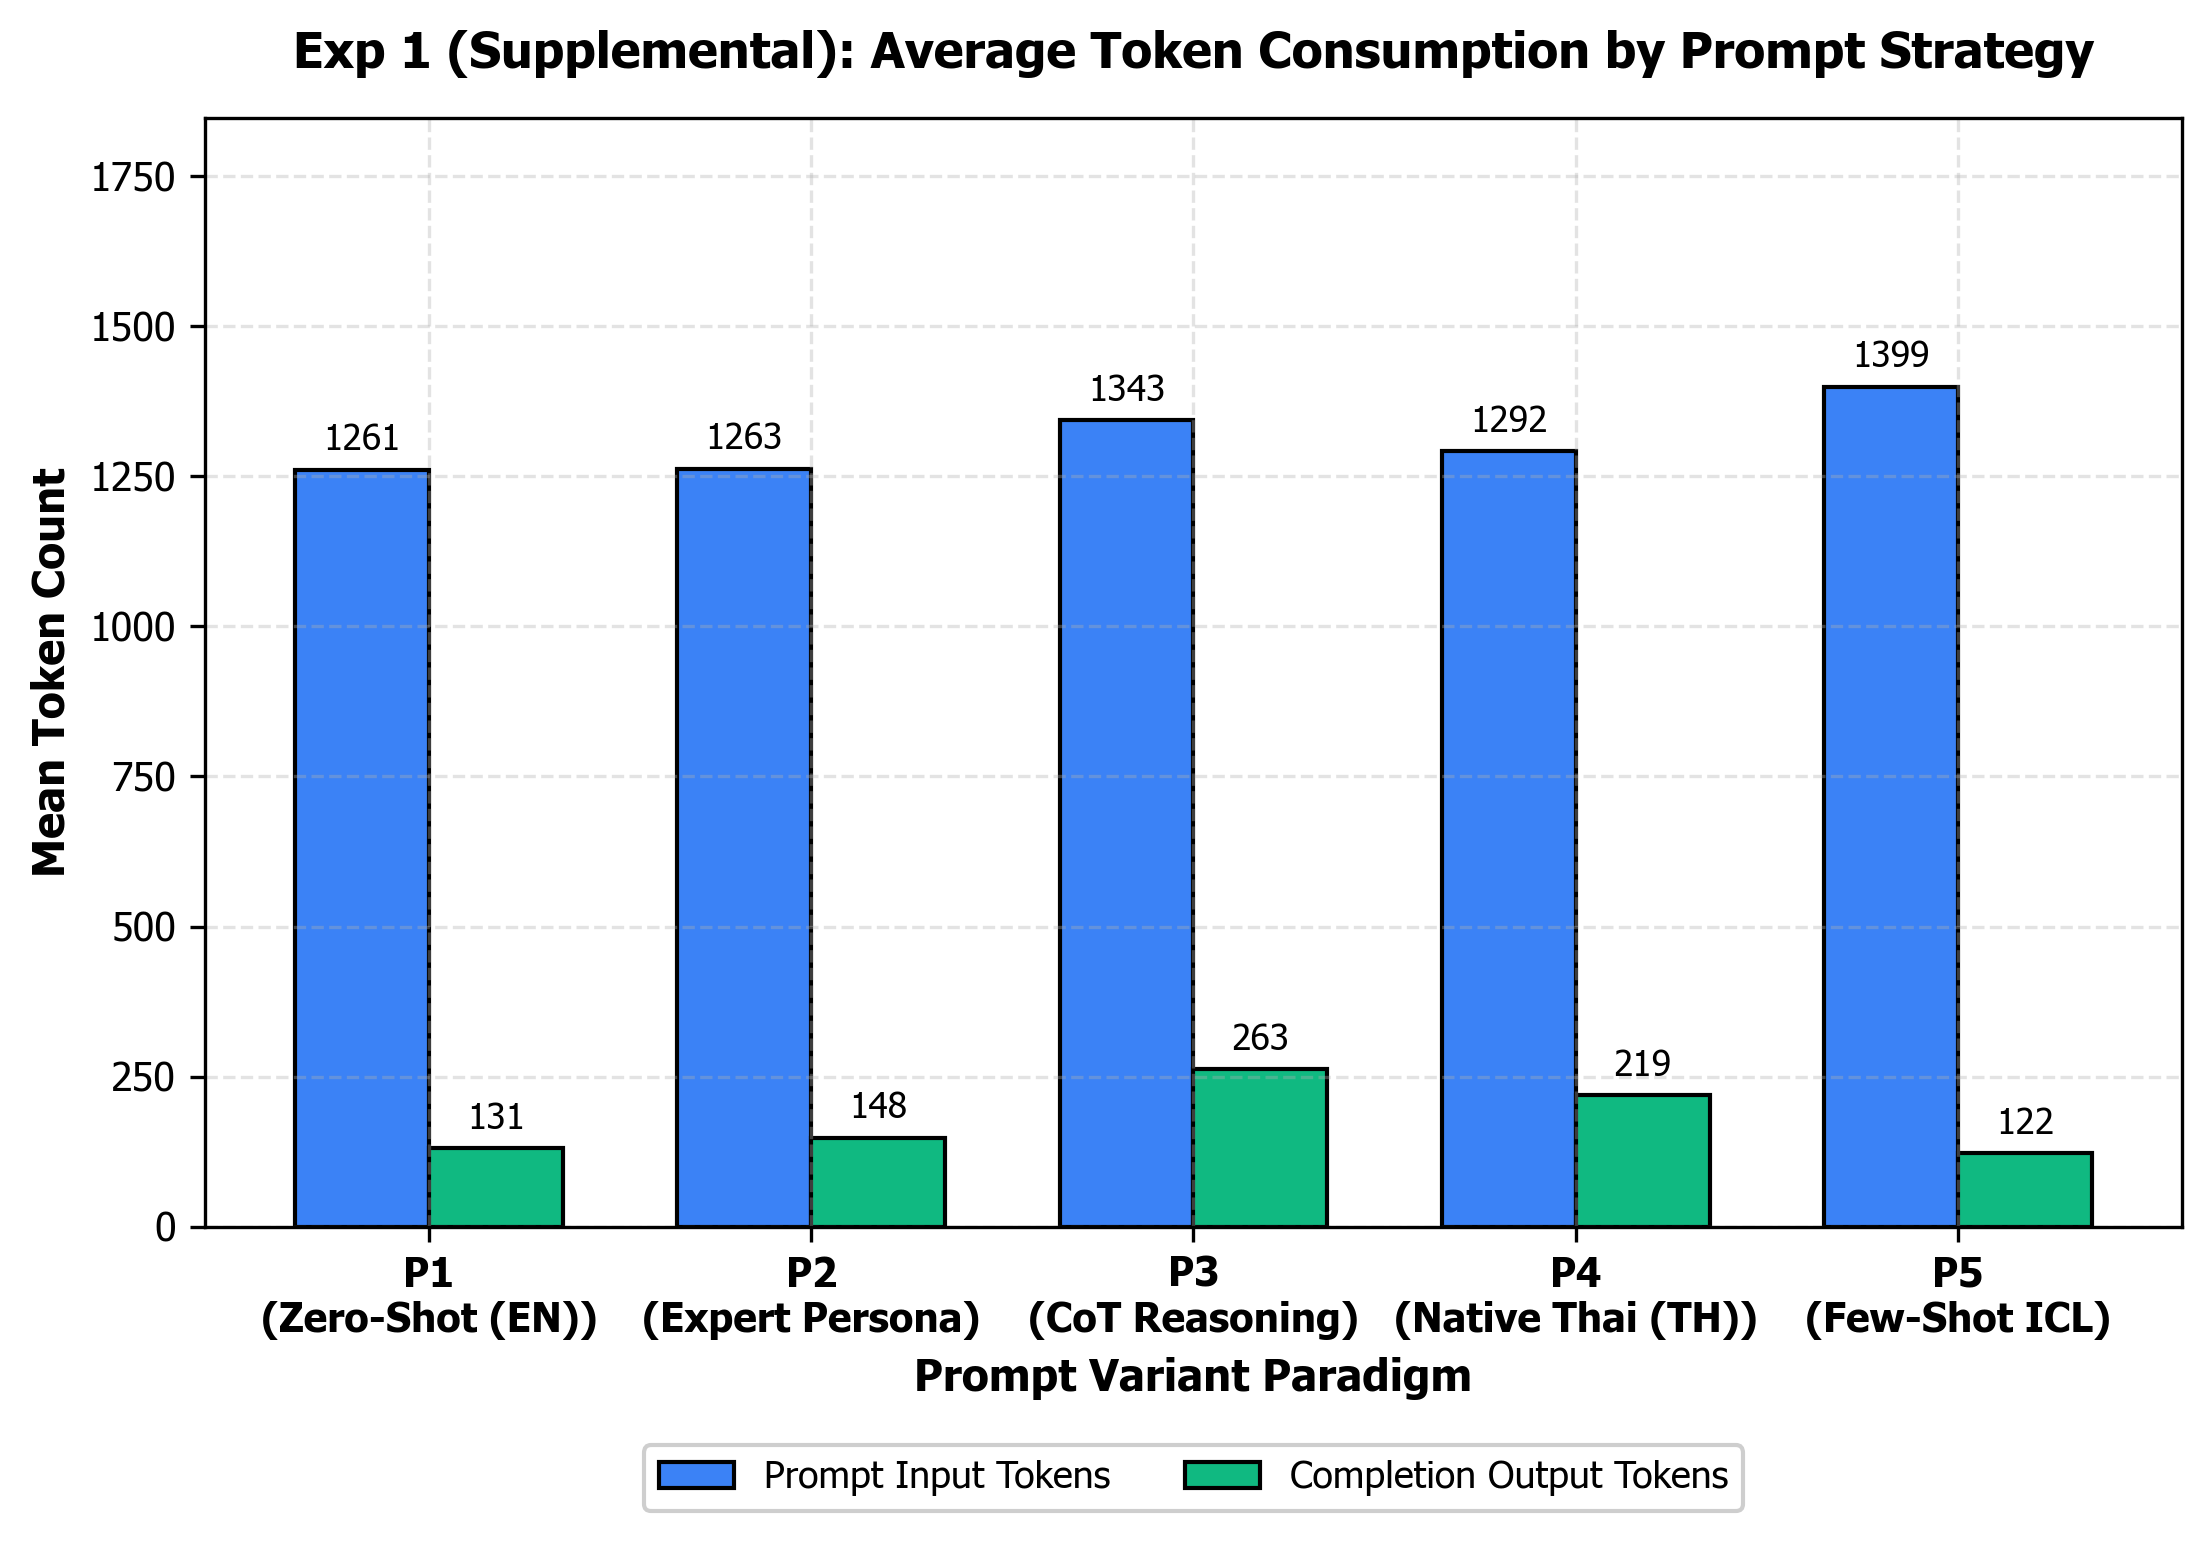 Exp 1 (Supplemental): Average Token Consumption by Prompt Strategy
Mean Token Count
1750
1500
1250
1000
750
500
250
0
1261
131
1263
148
1343
263
1292
219
1399
122
P1
(Zero-Shot (EN))
P2
(Expert Persona)
P3
(CoT Reasoning)
P4
(Native Thai (TH))
P5
(Few-Shot ICL)
Prompt Variant Paradigm
Prompt Input Tokens
Completion Output Tokens